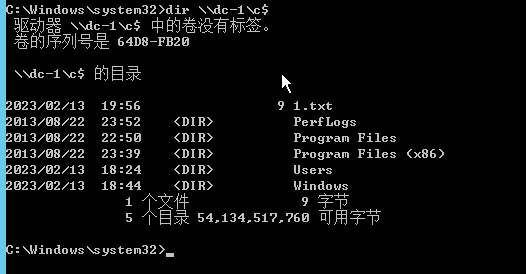 C:\Windows\system32>dir \\dc-1\c$
 驱动器 \\dc-1\c$ 中的卷没有标签。
 卷的序列号是 64D8-FB20

 \\dc-1\c$ 的目录

2023/02/13  19:56                 9 1.txt
2013/08/22  23:52    <DIR>          PerfLogs
2013/08/22  22:50    <DIR>          Program Files
2013/08/22  23:39    <DIR>          Program Files (x86)
2023/02/13  18:24    <DIR>          Users
2023/02/13  18:44    <DIR>          Windows
               1 个文件              9 字节
               5 个目录 54,134,517,760 可用字节

C:\Windows\system32>_